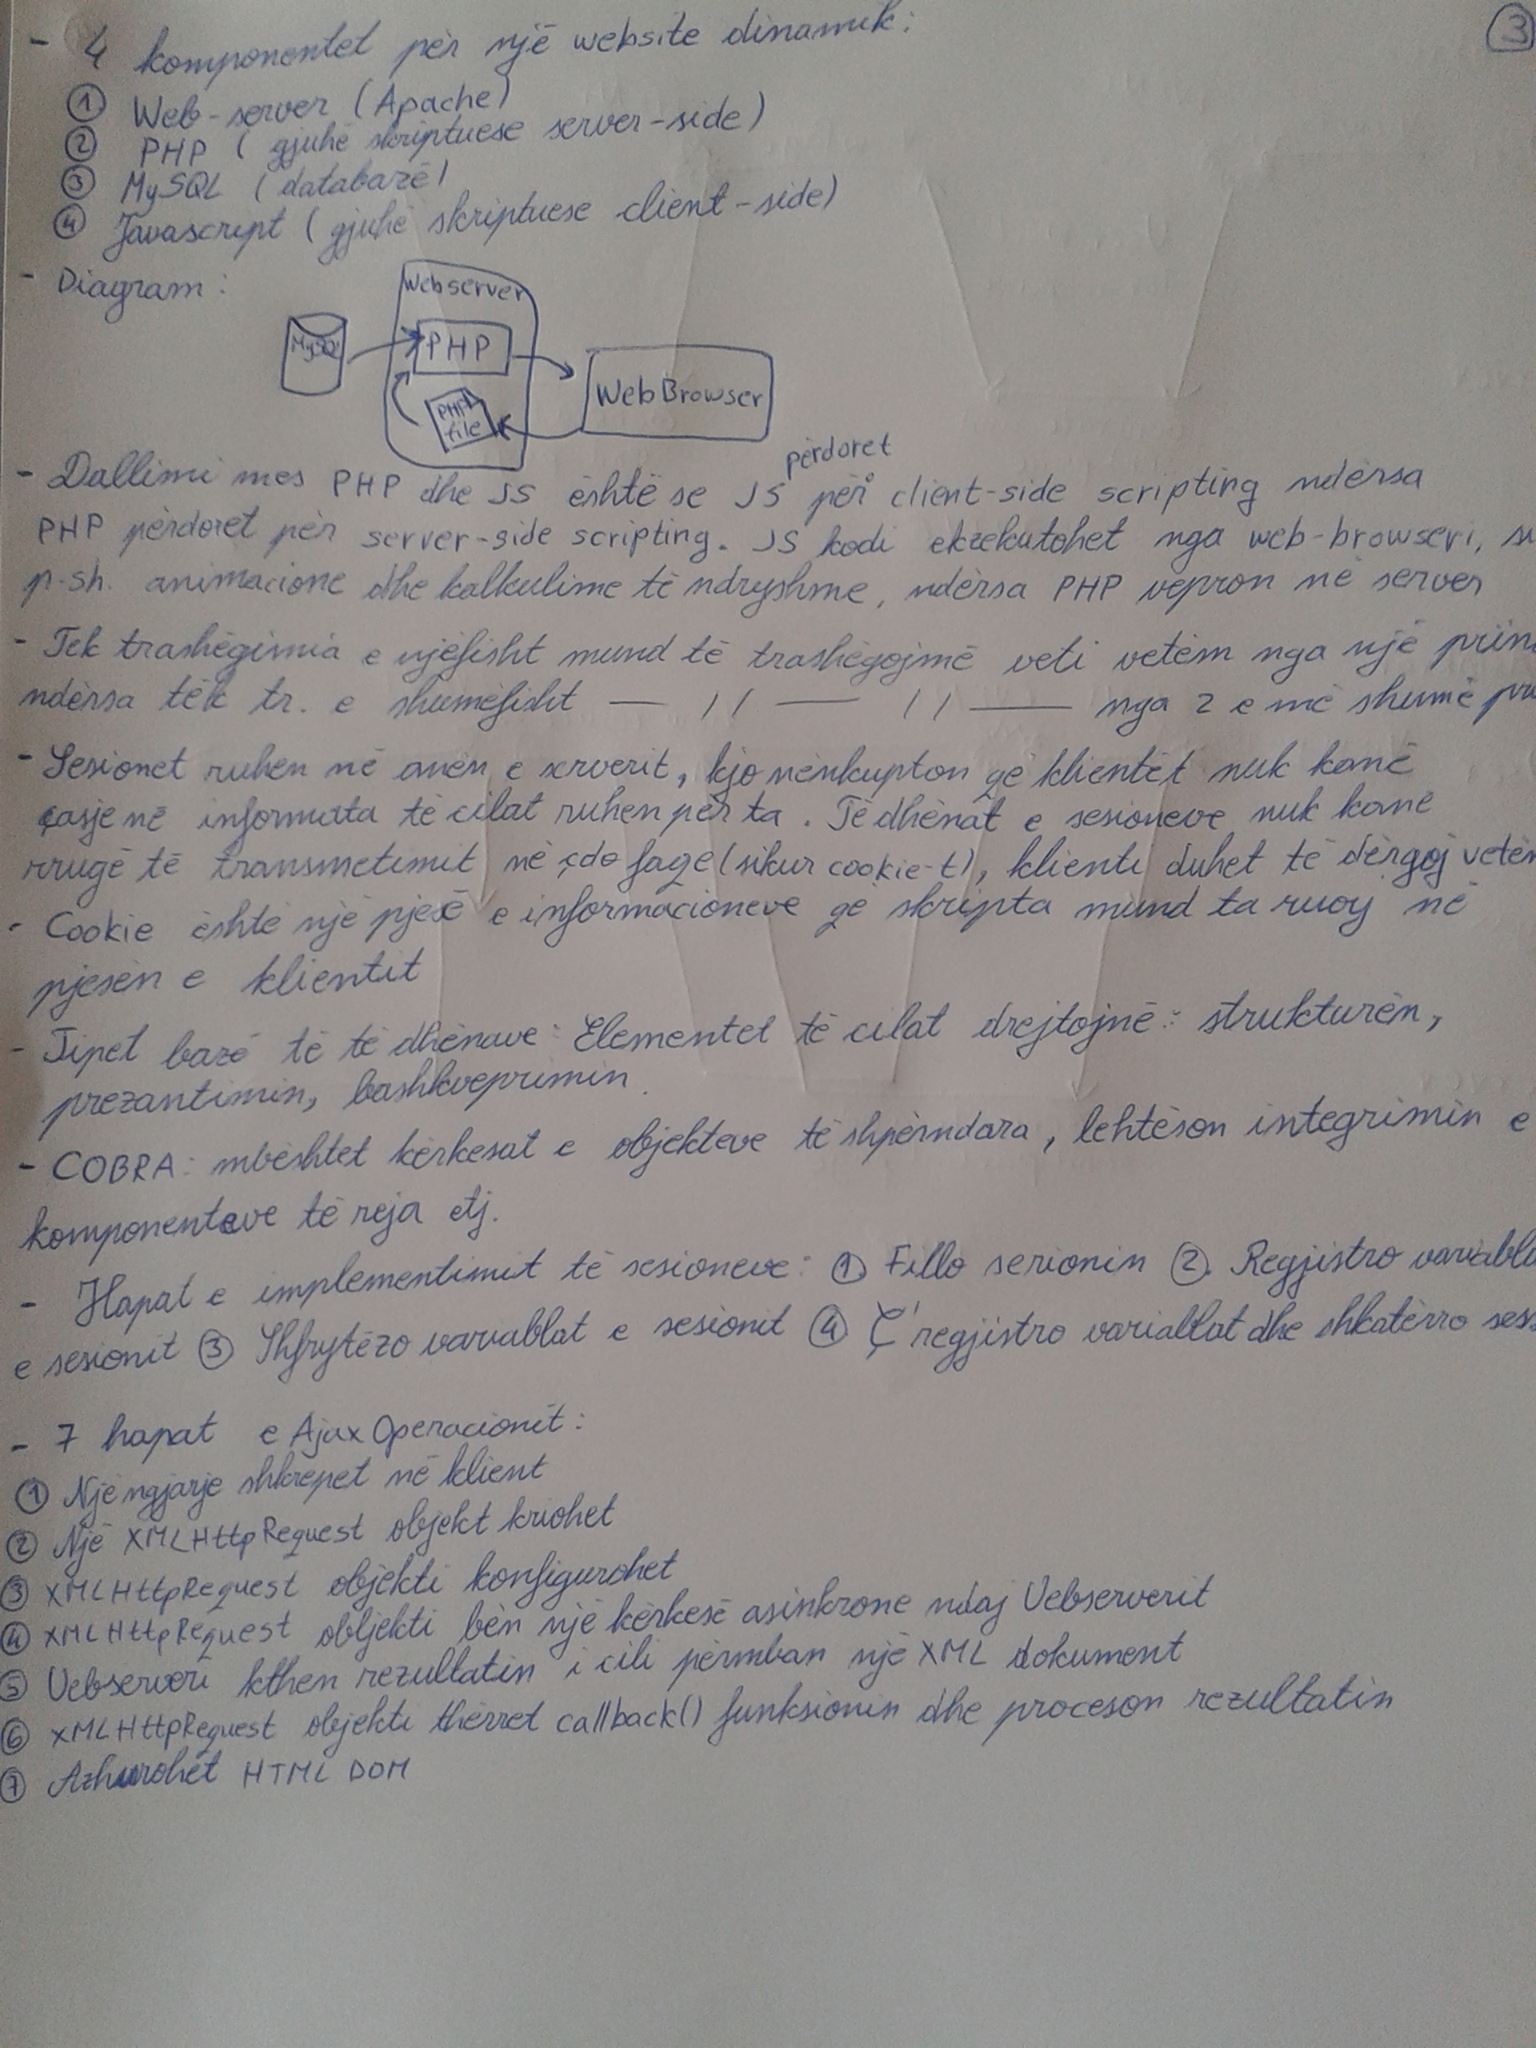 3
- 4 komponentet për një website dinamik:
① Web-server (Apache)
② PHP (gjuhë skriptuese server-side)
③ MySQL (databazë)
④ Javascript (gjuhë skriptuese client-side)
- Diagram:
Webserver
MySQL
PHP
WebBrowser
PHP
file
përdoret
- Dallimi mes PHP dhe JS është se JS për client-side scripting ndërsa
PHP përdoret për server-side scripting. JS kodi ekzekutohet nga web-browseri, si
p.sh. animacione dhe kalkulime të ndryshme, ndërsa PHP vepron në server
- Tek trashëgimia e njëfisht mund të trashëgojmë veti vetëm nga një prin
ndërsa tek tr. e shumëfisht — // — // — nga 2 e më shumë pri
- Sesionet ruhen në anën e serverit, kjo nënkupton që klientët nuk kanë
çasje në informata të cilat ruhen për ta. Të dhënat e sesioneve nuk kanë
rrugë të transmetimit në çdo faqe (sikur cookie-t), klienti duhet të dërgoj vetëm
- Cookie është një pjesë e informacioneve që skripta mund ta ruaj në
pjesën e klientit
- Tipet bazë të të dhënave: Elementet të cilat drejtojnë: strukturën,
prezantimin, bashkveprimin.
- COBRA: mbështet kërkesat e objekteve të shpërndara, lehtëson integrimin e
komponenteve të reja etj.
- Hapat e implementimit të sesioneve: ① Fillo sesionin ② Regjistro variabla
e sesionit ③ Shfrytëzo variablat e sesionit ④ Ç'regjistro variablat dhe shkatërro ses
- 7 hapat e Ajax Operacionit:
① Një ngjarje shkrepet në klient
② Një XMLHttpRequest objekt kriohet
③ XMLHttpRequest objekti konfigurohet
④ XMLHttpRequest objekti bën një kërkesë asinkrone ndaj Uebserverit
⑤ Uebserveri kthen rezultatin i cili përmban një XML dokument
⑥ XMLHttpRequest objekti thërret callback() funksionin dhe proceson rezultatin
⑦ Azhurohet HTML DOM